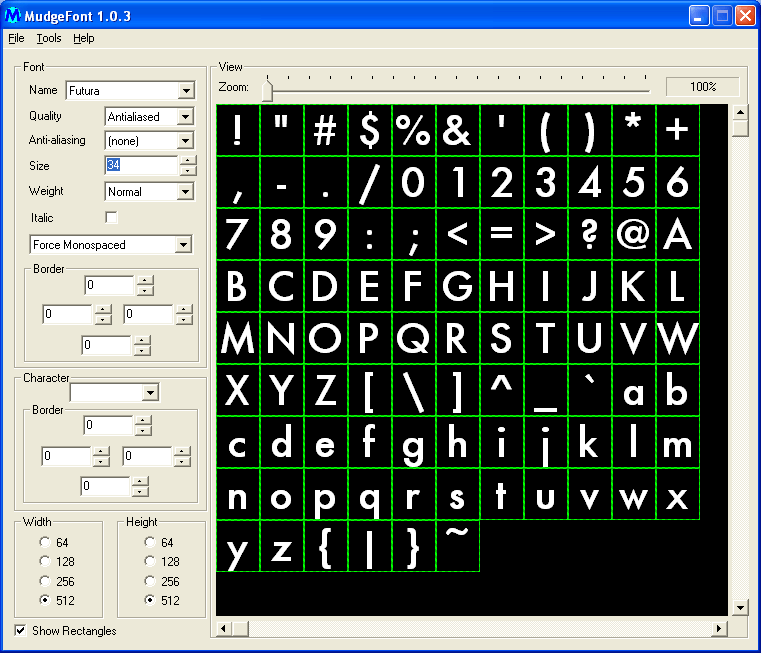 MudgeFont 1.0.3
File Tools Help
Font
Name Futura
Quality Antialiased
Anti-aliasing (none)
Size 34
Weight Normal
Italic
Force Monospaced
Border
0
0 0
0
Character
Border
0
0 0
0
Width
64
128
256
512
Height
64
128
256
512
Show Rectangles
View
Zoom: 100%
! " # $ % & ' ( ) * +
, - . / 0 1 2 3 4 5 6
7 8 9 : ; < = > ? @ A
B C D E F G H I J K L
M N O P Q R S T U V W
X Y Z [ \ ] ^ _ ` a b
c d e f g h i j k l m
n o p q r s t u v w x
y z { | } ~